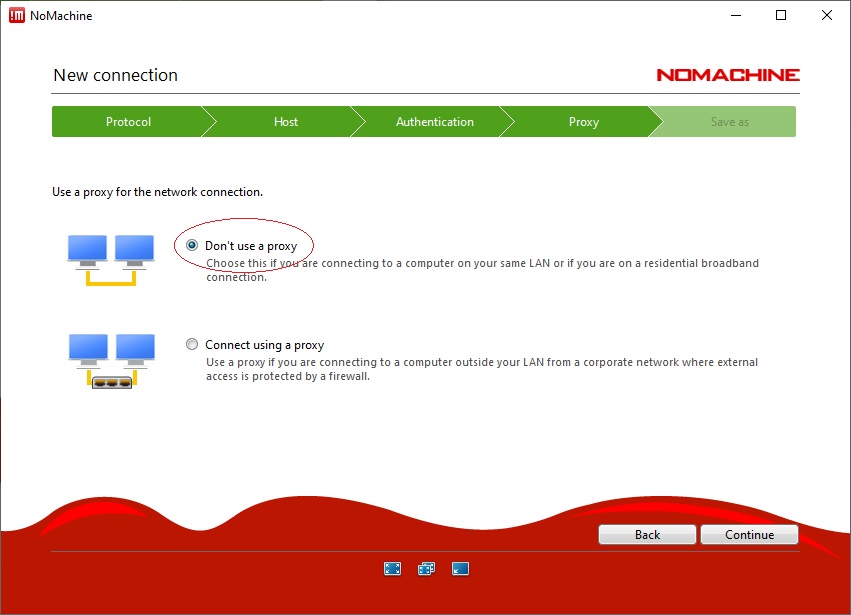 !M NoMachine
New connection
NOMACHINE
Protocol
Host
Authentication
Proxy
Save as
Use a proxy for the network connection.
Don't use a proxy
Choose this if you are connecting to a computer on your same LAN or if you are on a residential broadband
connection.
Connect using a proxy
Use a proxy if you are connecting to a computer outside your LAN from a corporate network where external
access is protected by a firewall.
Back
Continue